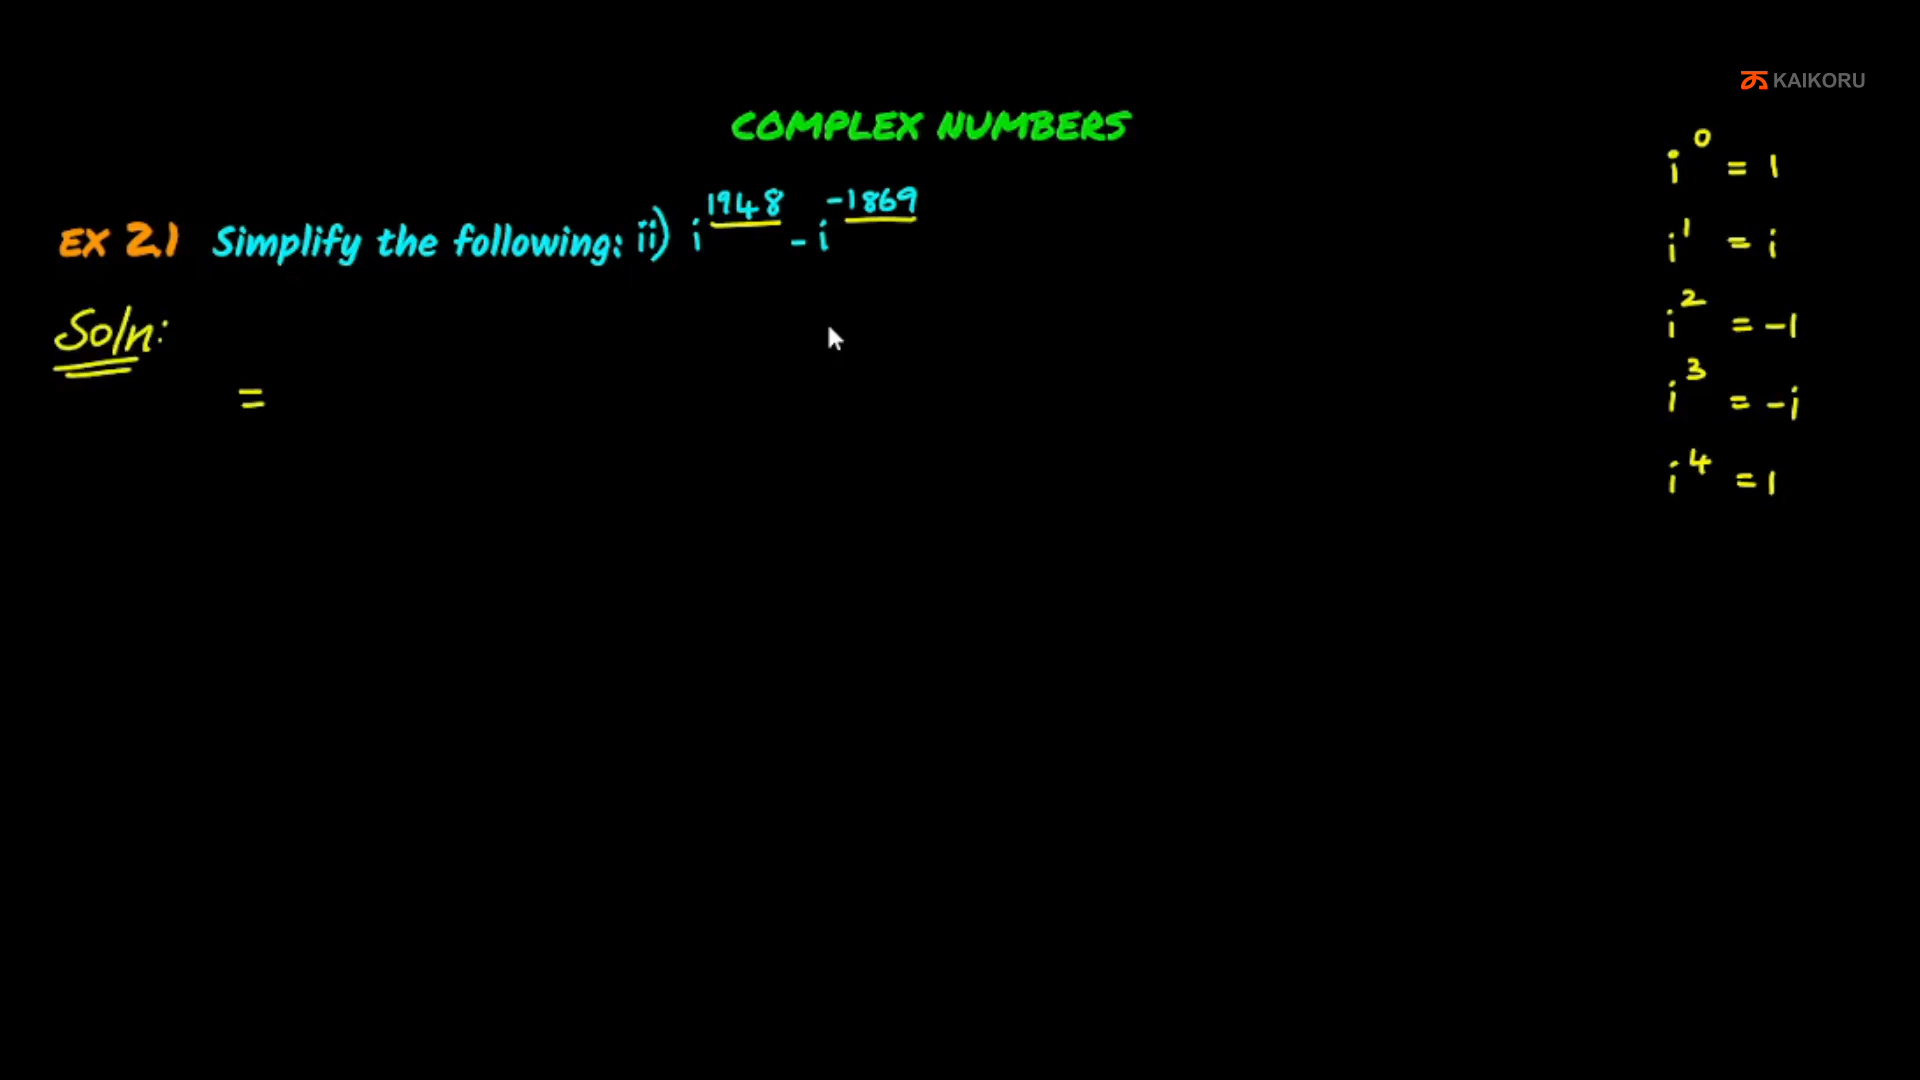 KAIKORU
COMPLEX NUMBERS
EX 2.1 Simplify the following: ii) i^1948 - i^-1869
Soln:
=
i^0 = 1
i^1 = i
i^2 = -1
i^3 = -i
i^4 = 1